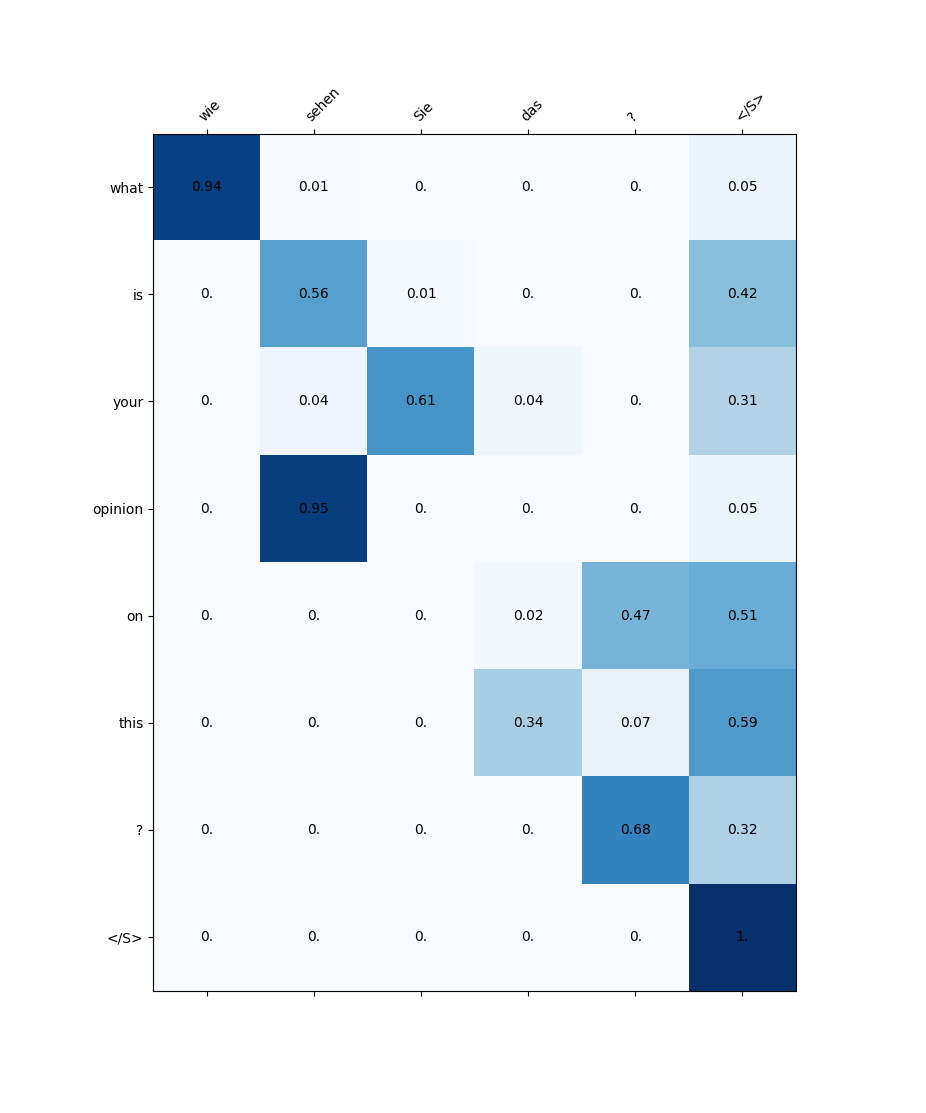 wie sehen Sie das ? </S>
what 0.94 0.01 0. 0. 0. 0.05
is 0. 0.56 0.01 0. 0. 0.42
your 0. 0.04 0.61 0.04 0. 0.31
opinion 0. 0.95 0. 0. 0. 0.05
on 0. 0. 0. 0.02 0.47 0.51
this 0. 0. 0. 0.34 0.07 0.59
? 0. 0. 0. 0. 0.68 0.32
</S> 0. 0. 0. 0. 0. 1.